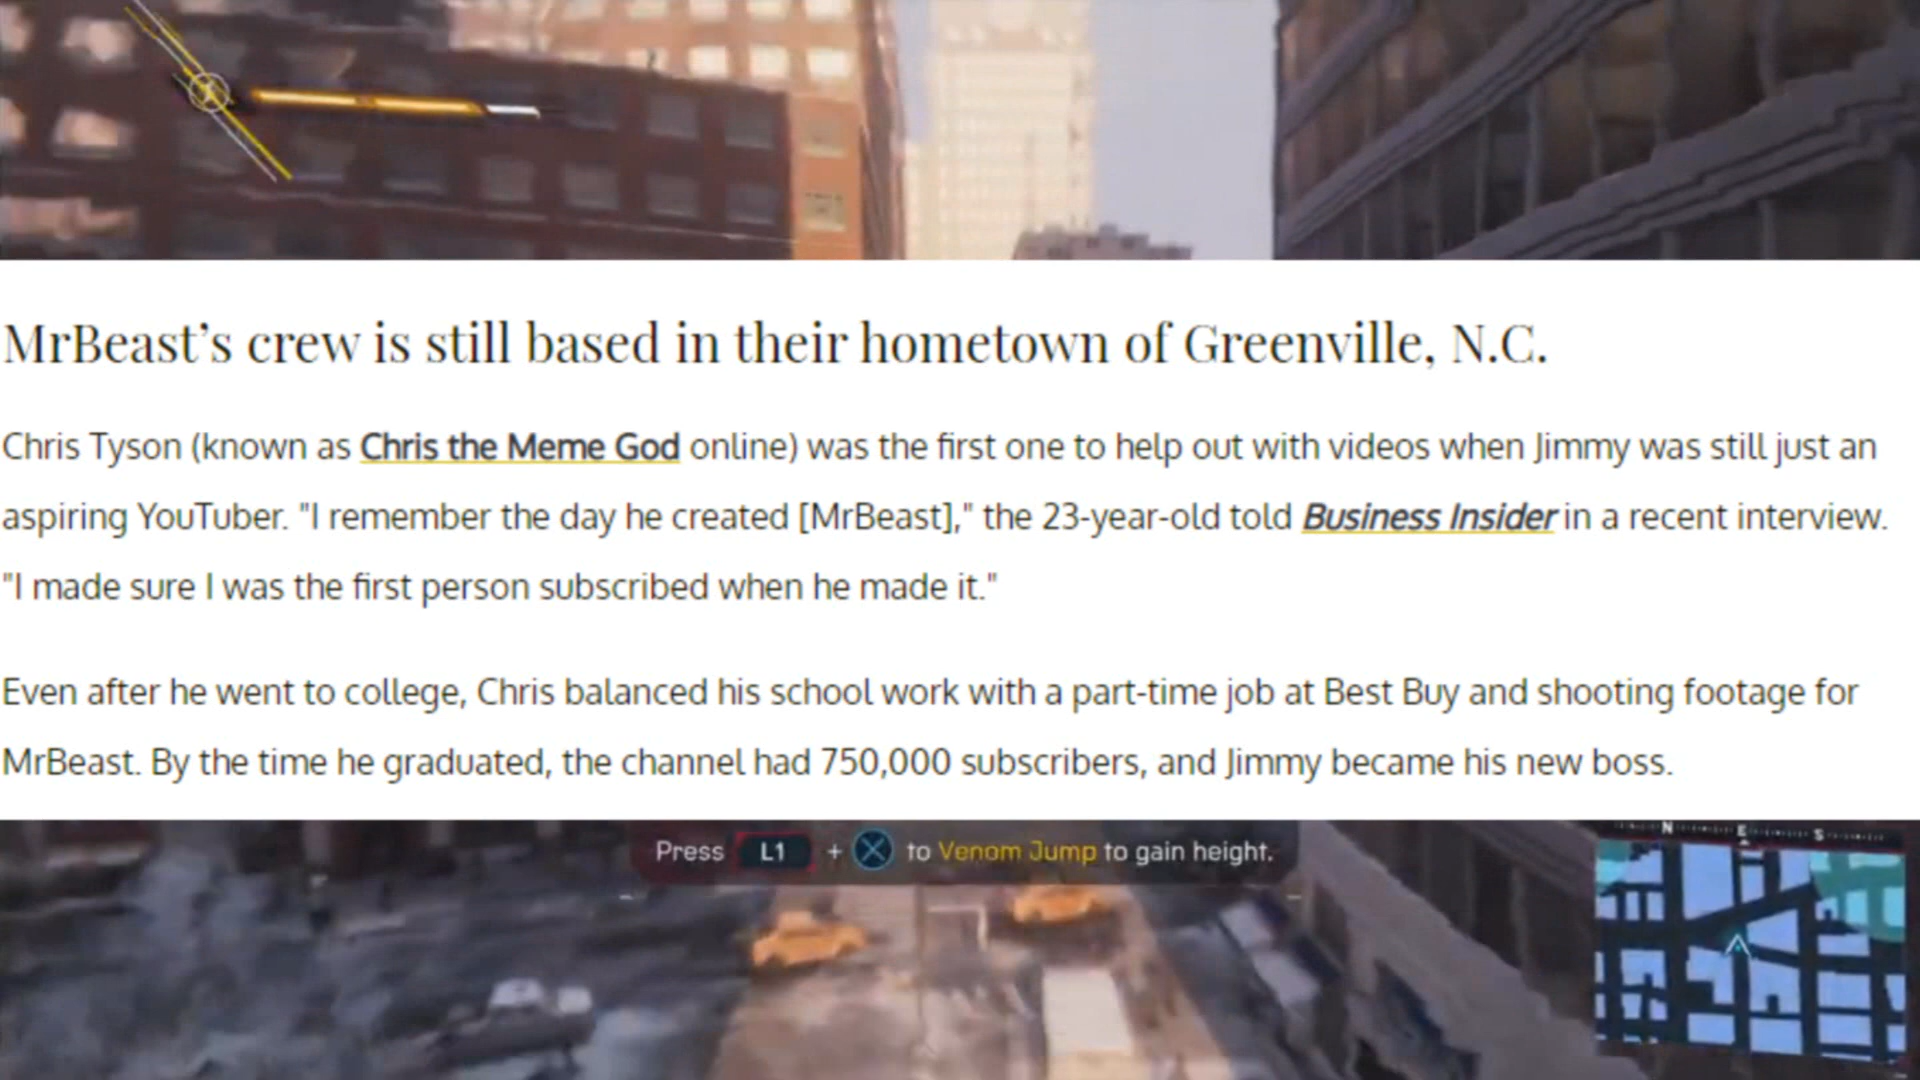 MrBeast’s crew is still based in their hometown of Greenville, N.C.
Chris Tyson (known as Chris the Meme God online) was the first one to help out with videos when Jimmy was still just an
aspiring YouTuber. "I remember the day he created [MrBeast]," the 23-year-old told Business Insider in a recent interview.
"I made sure I was the first person subscribed when he made it."
Even after he went to college, Chris balanced his school work with a part-time job at Best Buy and shooting footage for
MrBeast. By the time he graduated, the channel had 750,000 subscribers, and Jimmy became his new boss.
Press L1 + to Venom Jump to gain height.
N E S